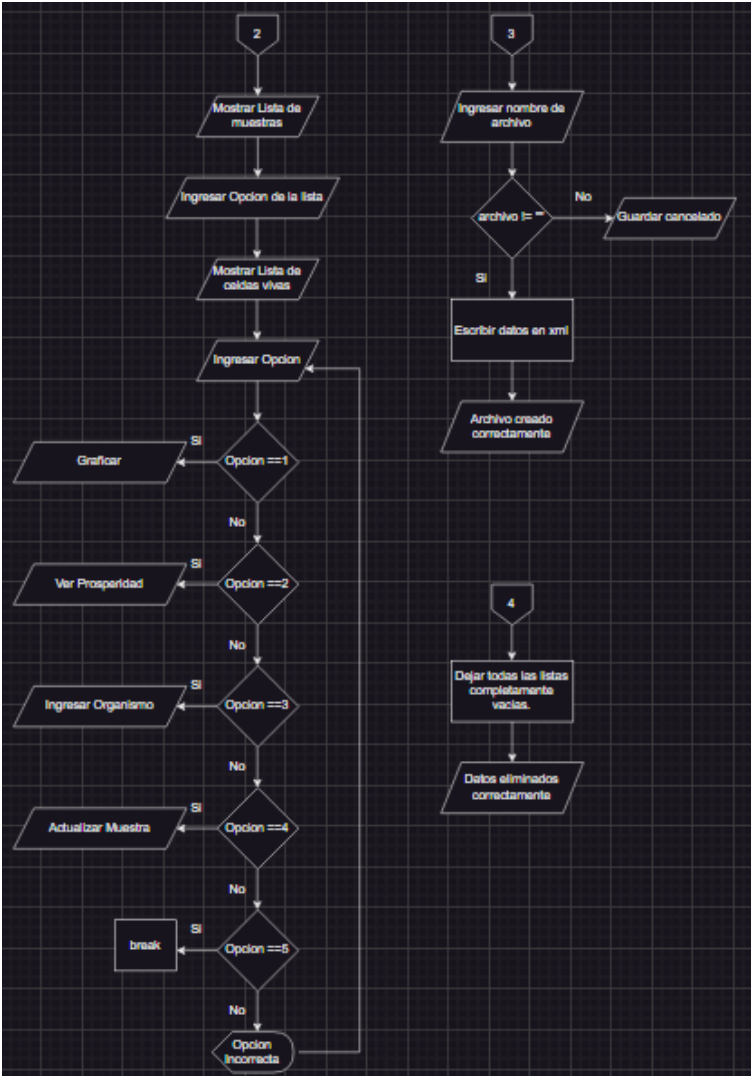 2
Mostrar Lista de
muestras
Ingresar Opcion de la lista
Mostrar Lista de
celdas vivas
Ingresar Opcion
Si
Graficar
Opcion ==1
No
Si
Ver Prosperidad
Opcion ==2
No
Si
Ingresar Organismo
Opcion ==3
No
Si
Actualizar Muestra
Opcion ==4
No
Si
break
Opcion ==5
No
Opcion
Incorrecta
3
Ingresar nombre de
archivo
archivo != ""
No
Guardar cancelado
Si
Escribir datos en xml
Archivo creado
correctamente
4
Dejar todas las listas
completamente
vacias.
Datos eliminados
correctamente